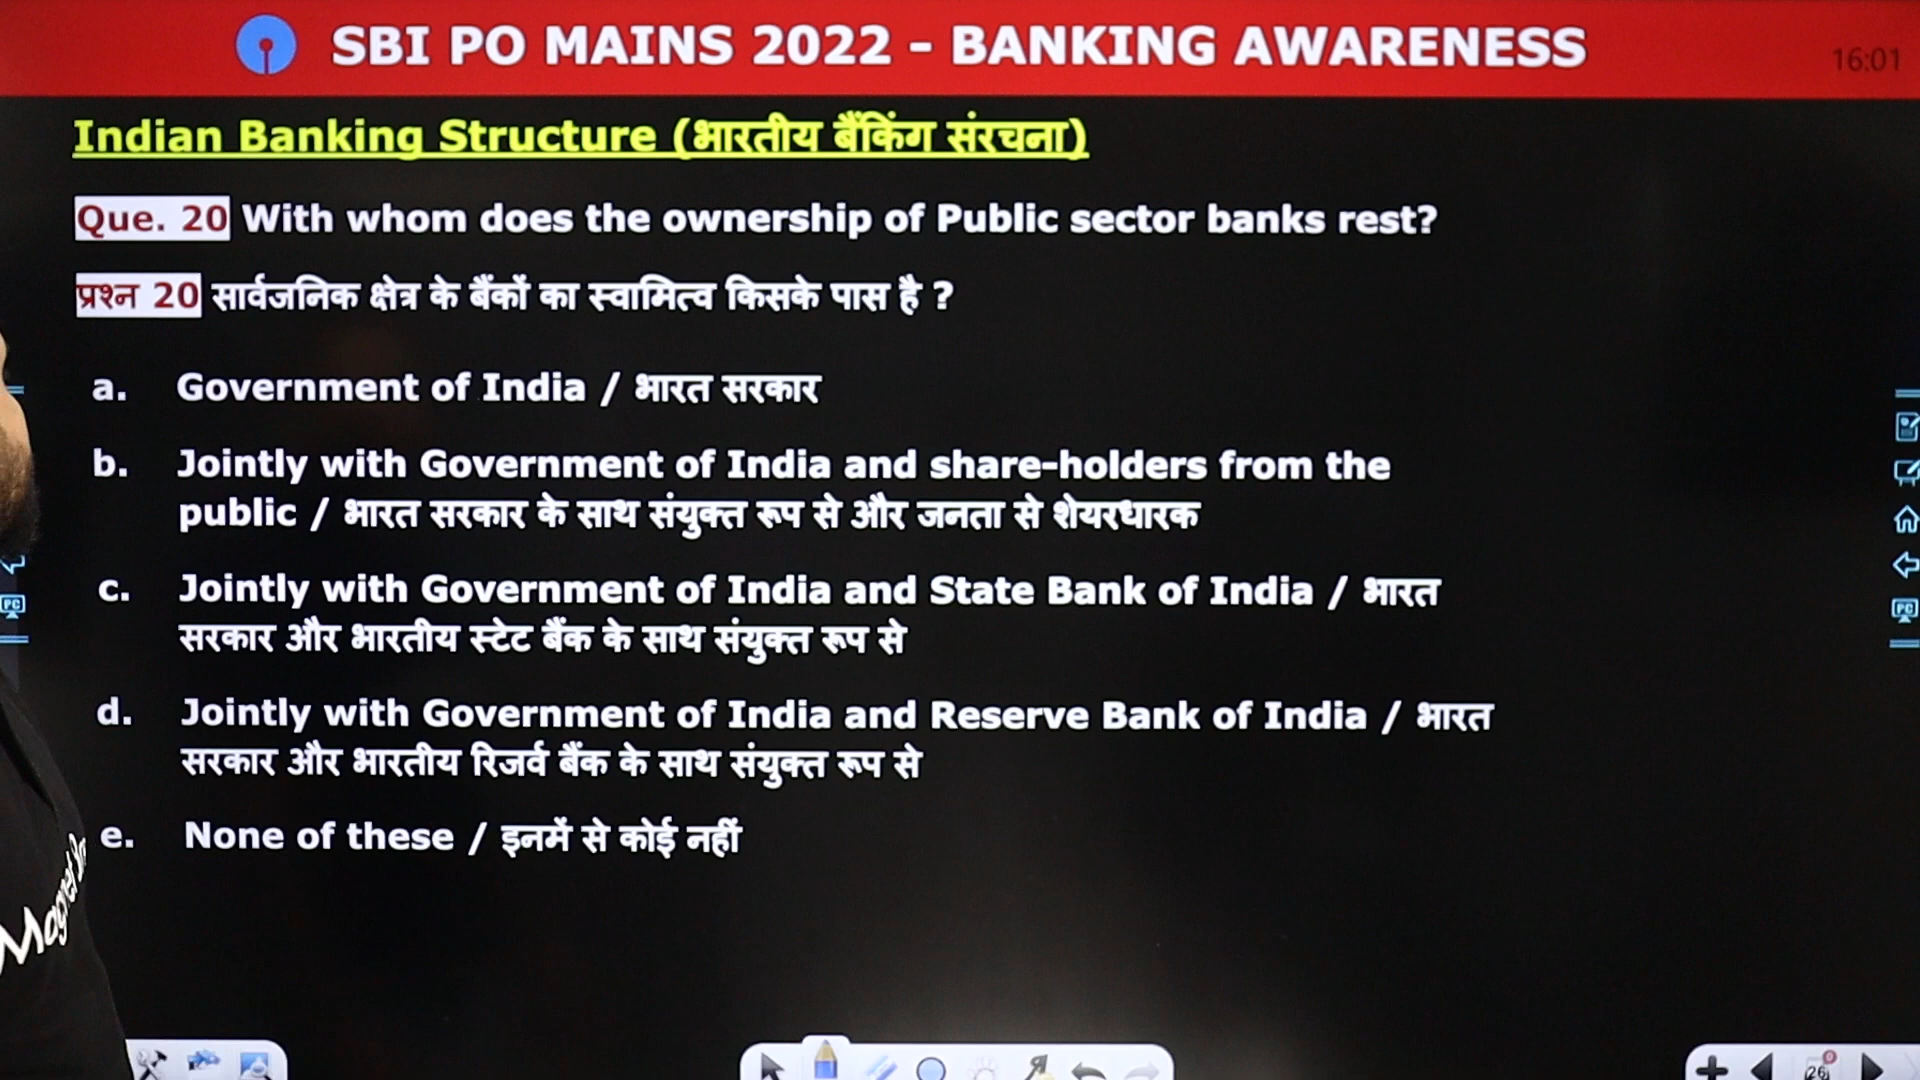 SBI PO MAINS 2022 - BANKING AWARENESS
16:01
Indian Banking Structure (भारतीय बैंकिंग संरचना)
Que. 20 With whom does the ownership of Public sector banks rest?
प्रश्न 20 सार्वजनिक क्षेत्र के बैंकों का स्वामित्व किसके पास है ?
a. Government of India / भारत सरकार
b. Jointly with Government of India and share-holders from the
public / भारत सरकार के साथ संयुक्त रूप से और जनता से शेयरधारक
c. Jointly with Government of India and State Bank of India / भारत
सरकार और भारतीय स्टेट बैंक के साथ संयुक्त रूप से
d. Jointly with Government of India and Reserve Bank of India / भारत
सरकार और भारतीय रिजर्व बैंक के साथ संयुक्त रूप से
e. None of these / इनमें से कोई नहीं
Magnet
PC
PC
26